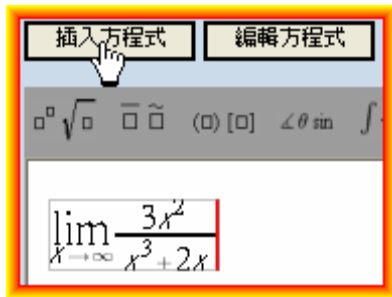 插入方程式 編輯方程式
□□ √□ □̅ □̃ (□) [□] ∠θ sin ∫
lim x→∞ 3x² / x³+2x